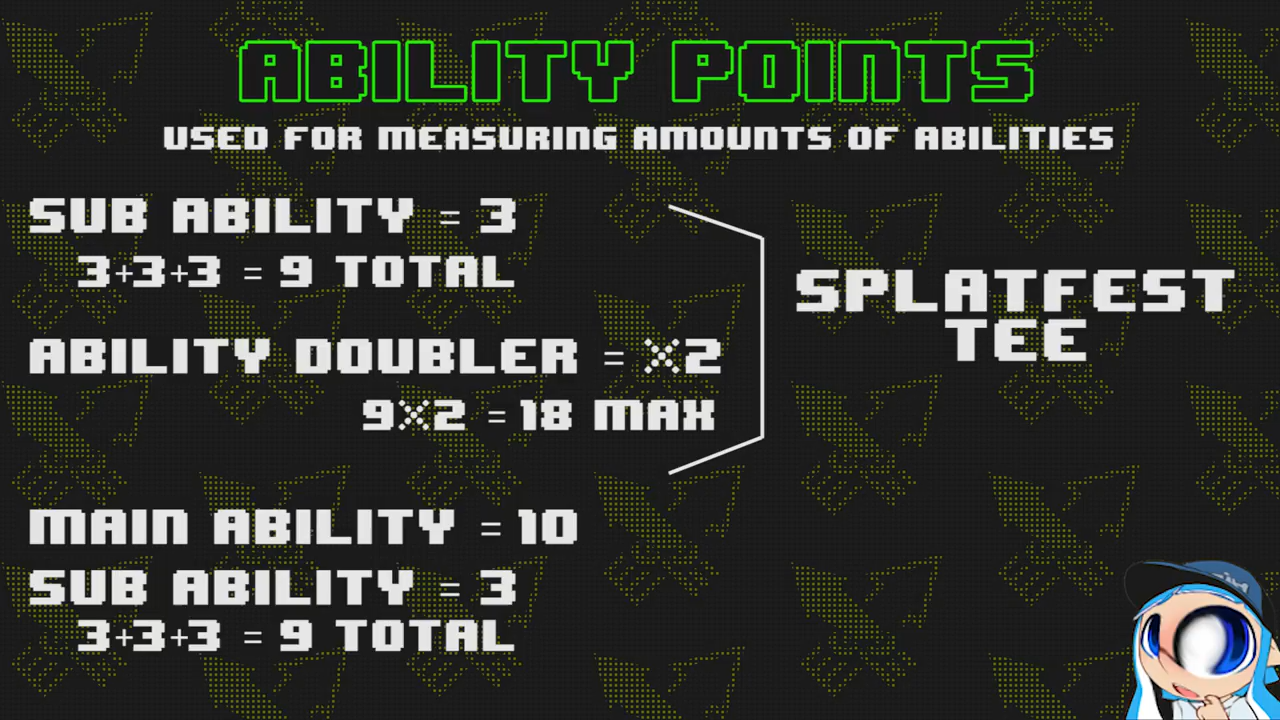 ABILITY POINTS
USED FOR MEASURING AMOUNTS OF ABILITIES
SUB ABILITY = 3
3+3+3 = 9 TOTAL
ABILITY DOUBLER = X2
9X2 = 18 MAX
SPLATFEST
TEE
MAIN ABILITY = 10
SUB ABILITY = 3
3+3+3 = 9 TOTAL